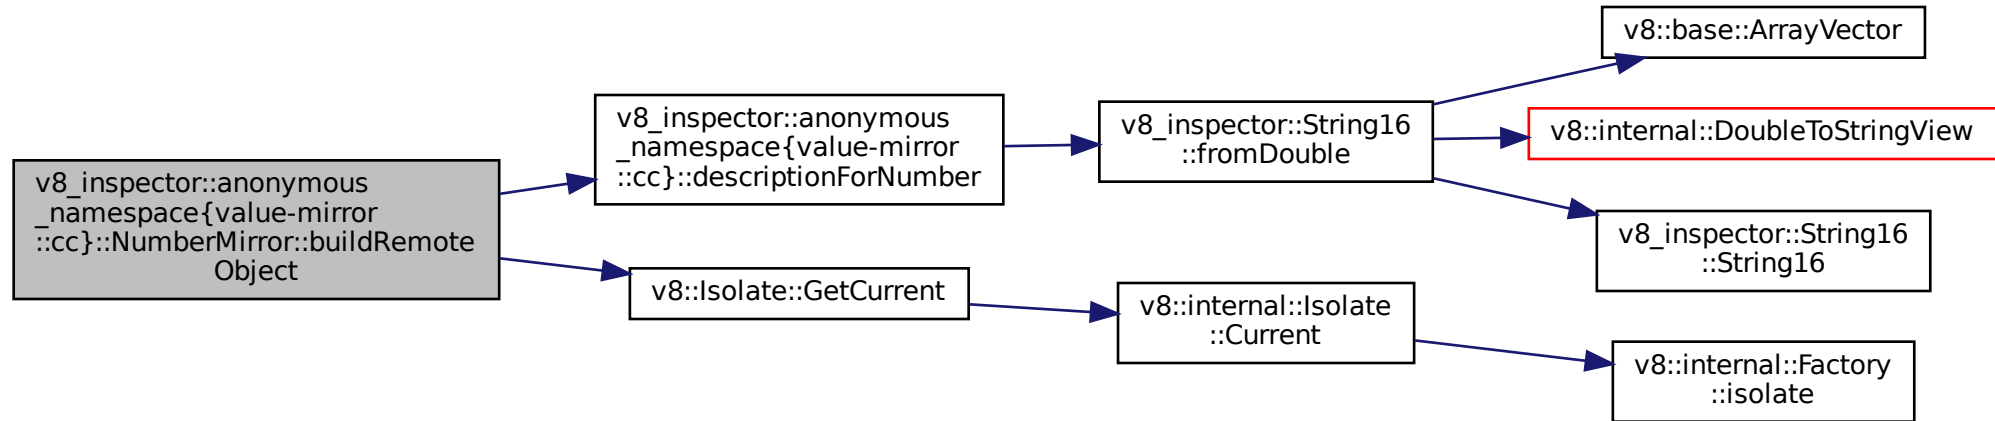 v8_inspector::anonymous
_namespace{value-mirror
::cc}::NumberMirror::buildRemote
Object
v8_inspector::anonymous
_namespace{value-mirror
::cc}::descriptionForNumber
v8::Isolate::GetCurrent
v8_inspector::String16
::fromDouble
v8::internal::Isolate
::Current
v8::base::ArrayVector
v8::internal::DoubleToStringView
v8_inspector::String16
::String16
v8::internal::Factory
::isolate